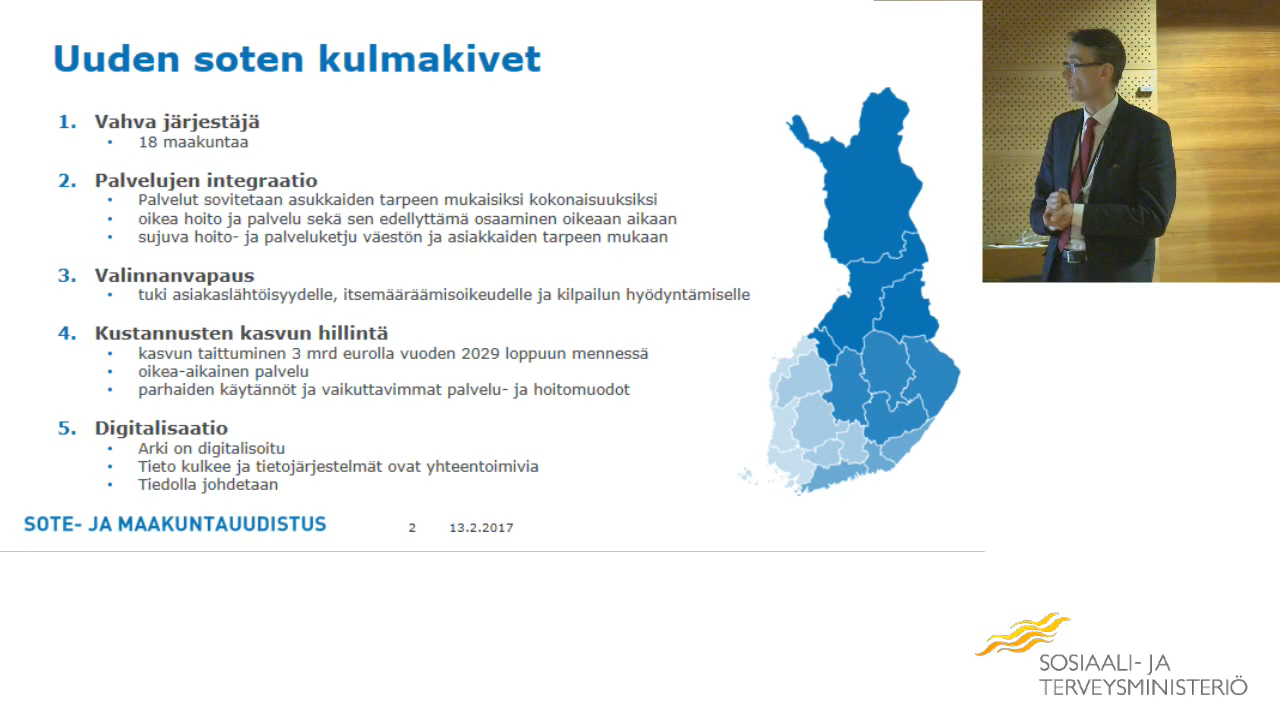 Uuden soten kulmakivet
1. Vahva järjestäjä
• 18 maakuntaa
2. Palvelujen integraatio
• Palvelut sovitetaan asukkaiden tarpeen mukaisiksi kokonaisuuksiksi
• oikea hoito ja palvelu sekä sen edellyttämä osaaminen oikeaan aikaan
• sujuva hoito- ja palveluketju väestön ja asiakkaiden tarpeen mukaan
3. Valinnanvapaus
• tuki asiakaslähtöisyydelle, itsemääräämisoikeudelle ja kilpailun hyödyntämiselle
4. Kustannusten kasvun hillintä
• kasvun taittuminen 3 mrd eurolla vuoden 2029 loppuun mennessä
• oikea-aikainen palvelu
• parhaiden käytännöt ja vaikuttavimmat palvelu- ja hoitomuodot
5. Digitalisaatio
• Arki on digitalisoitu
• Tieto kulkee ja tietojärjestelmät ovat yhteentoimivia
• Tiedolla johdetaan
SOTE- JA MAAKUNTAUUDISTUS 2 13.2.2017
SOSIAALI- JA
TERVEYSMINISTERIÖ